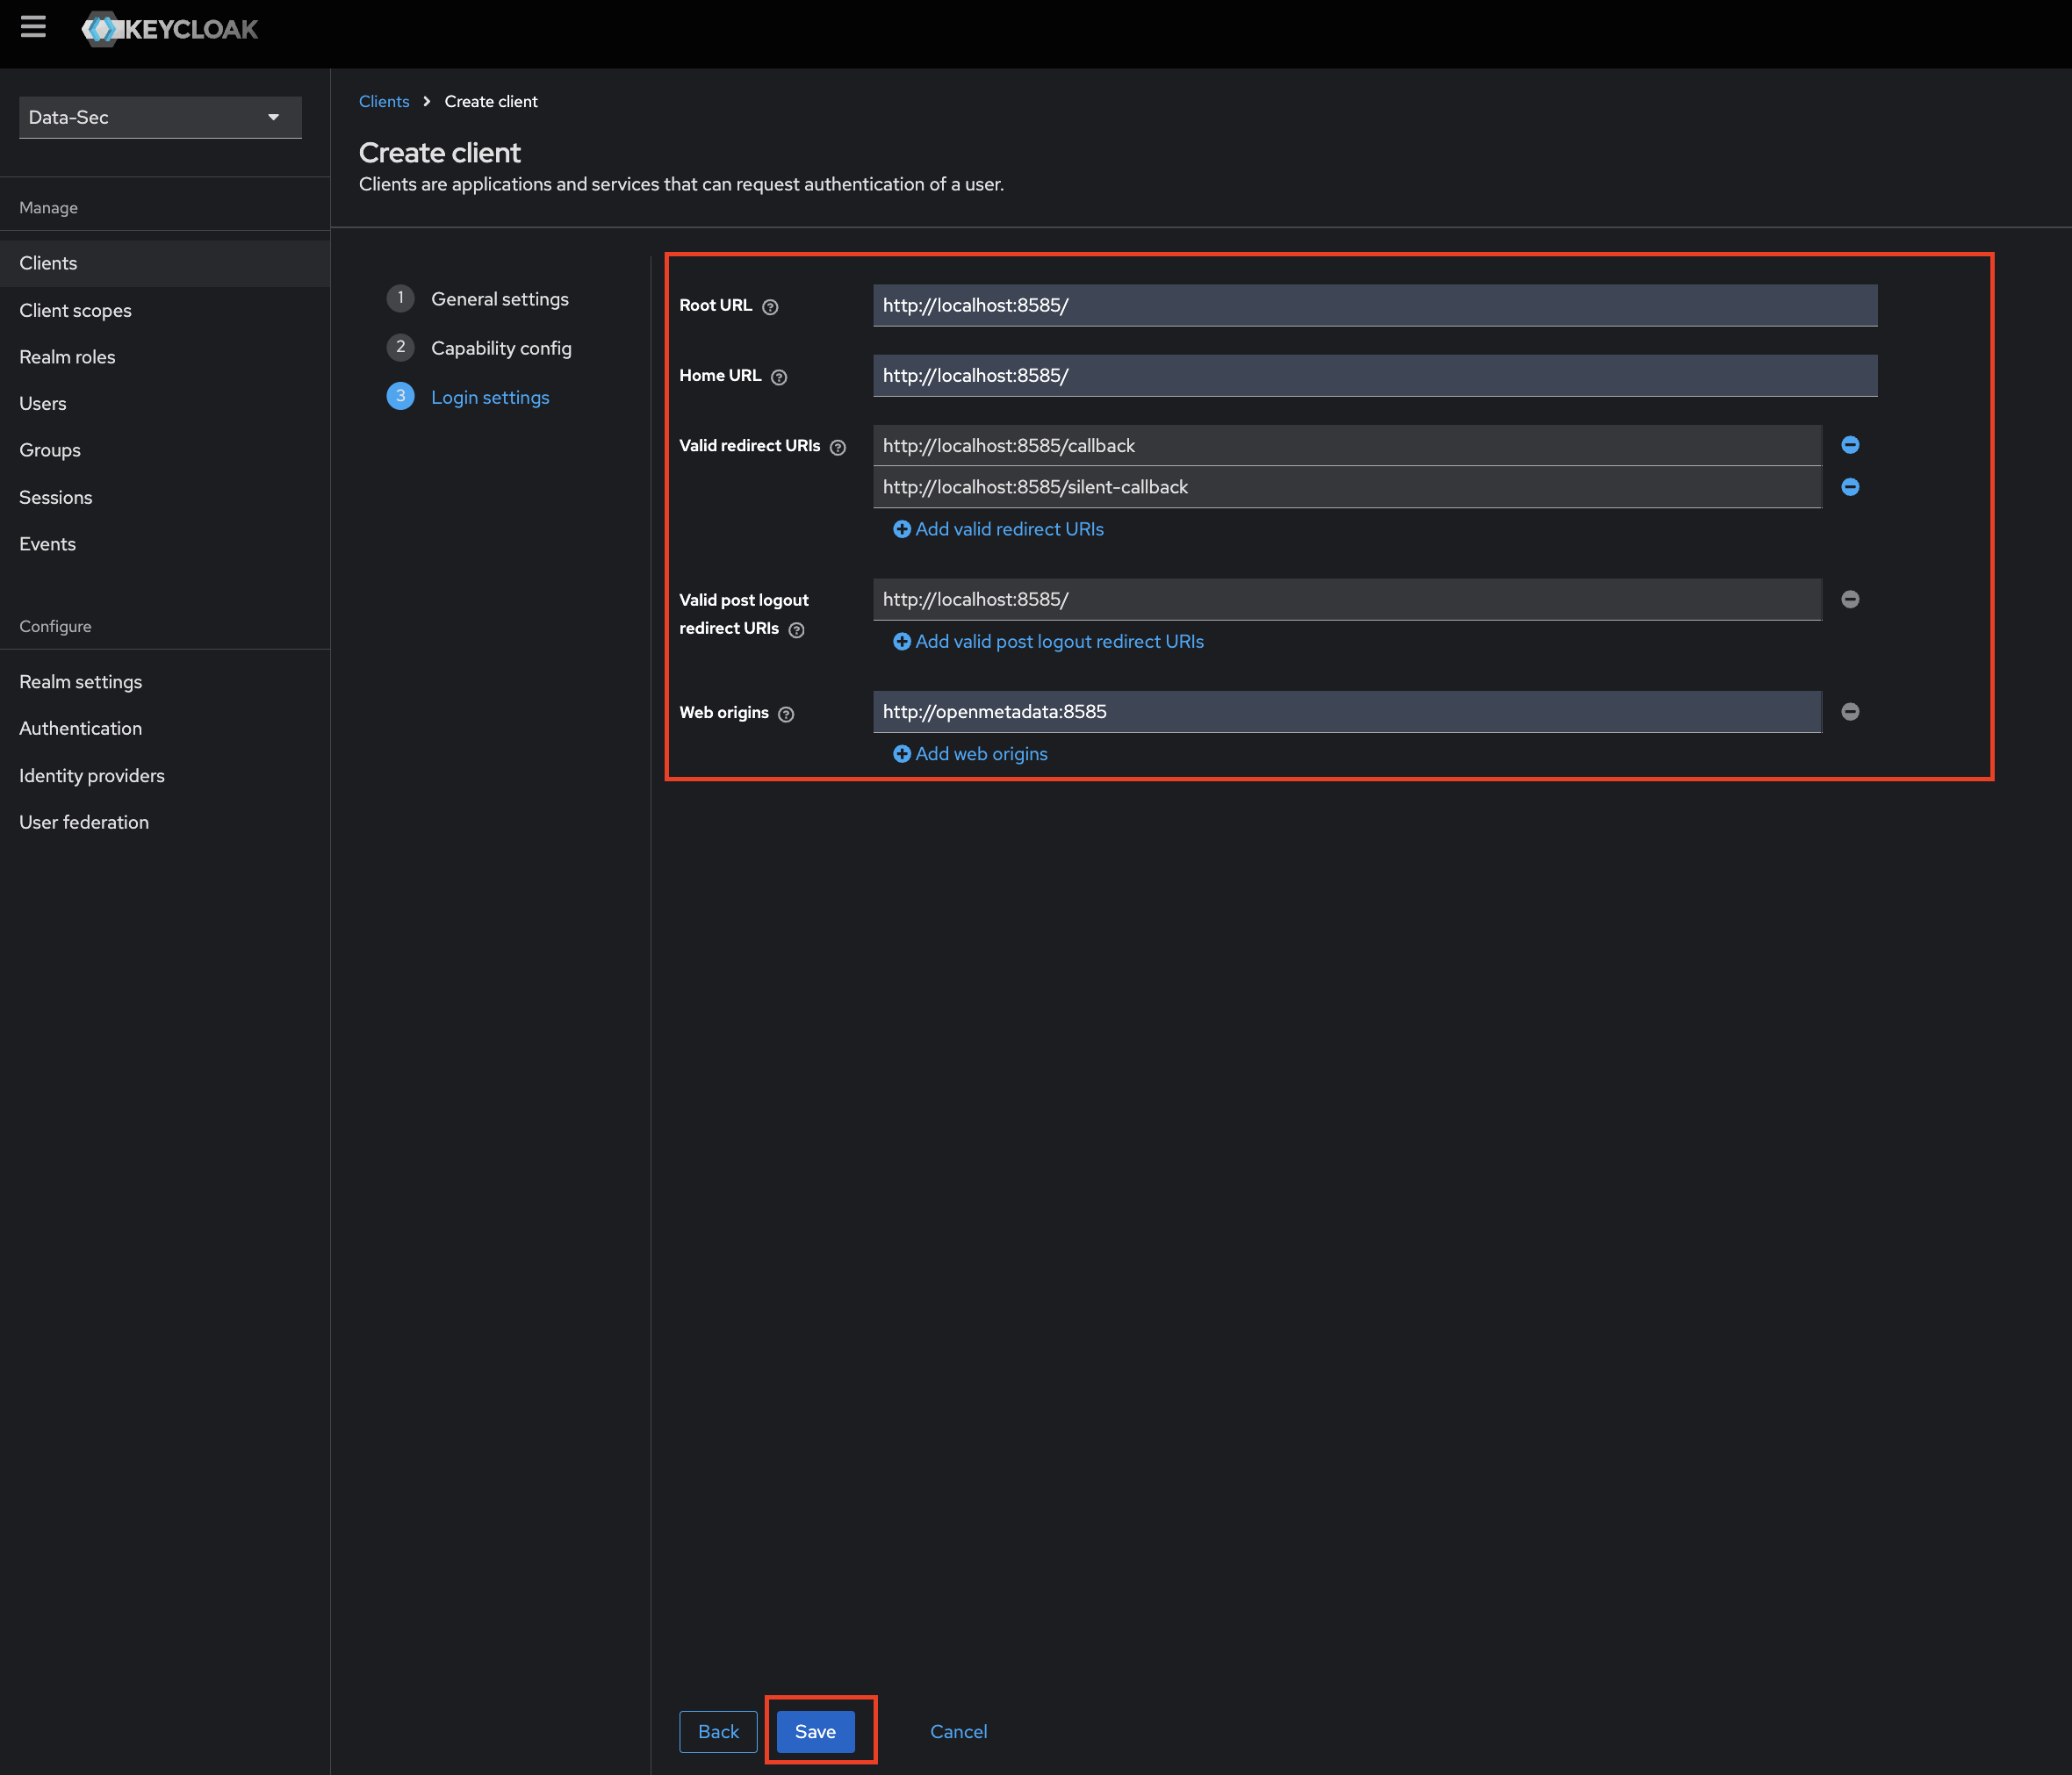 KEYCLOAK
Data-Sec
Manage
Clients
Client scopes
Realm roles
Users
Groups
Sessions
Events
Configure
Realm settings
Authentication
Identity providers
User federation
Clients > Create client
Create client
Clients are applications and services that can request authentication of a user.
1 General settings
2 Capability config
3 Login settings
Root URL ? http://localhost:8585/
Home URL ? http://localhost:8585/
Valid redirect URIs ? http://localhost:8585/callback
http://localhost:8585/silent-callback
Add valid redirect URIs
Valid post logout
redirect URIs ? http://localhost:8585/
Add valid post logout redirect URIs
Web origins ? http://openmetadata:8585
Add web origins
Back Save Cancel